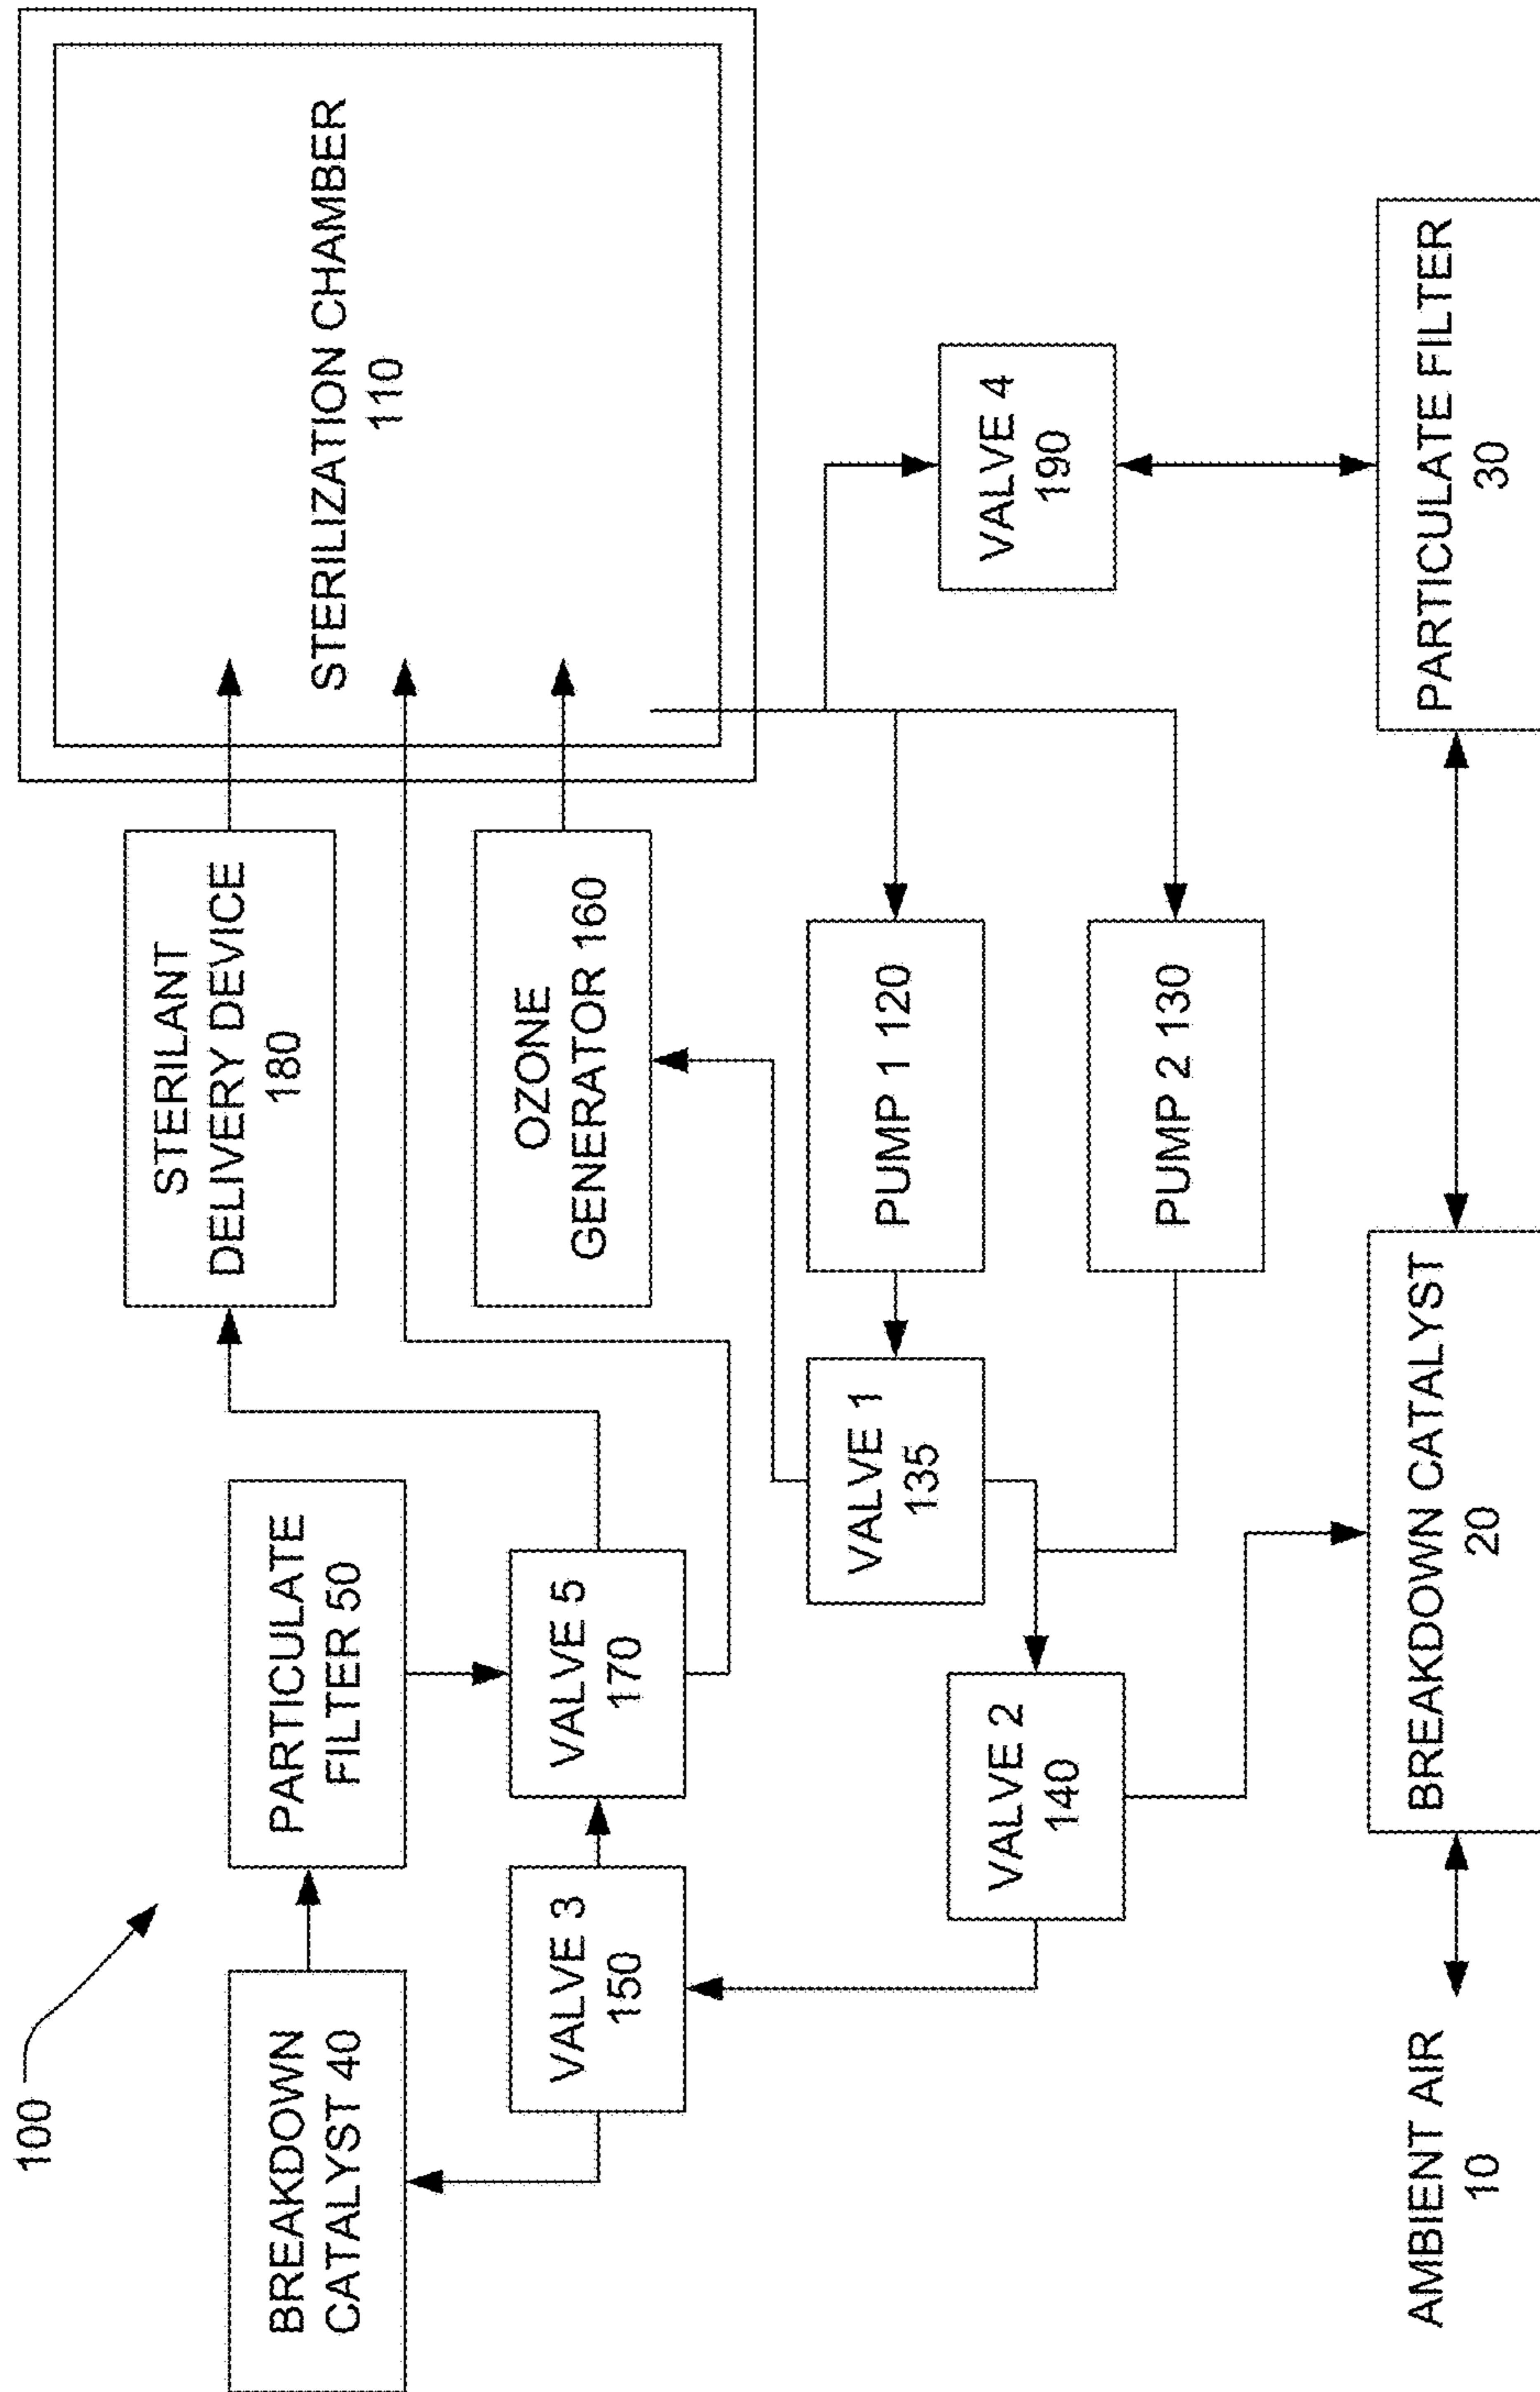 100
BREAKDOWN
CATALYST 40
PARTICULATE
FILTER 50
STERILANT
DELIVERY DEVICE
180
STERILIZATION CHAMBER
110
VALVE 3
150
VALVE 5
170
OZONE
GENERATOR 160
VALVE 1
135
PUMP 1 120
VALVE 2
140
PUMP 2 130
VALVE 4
190
AMBIENT AIR
10
BREAKDOWN CATALYST
20
PARTICULATE FILTER
30